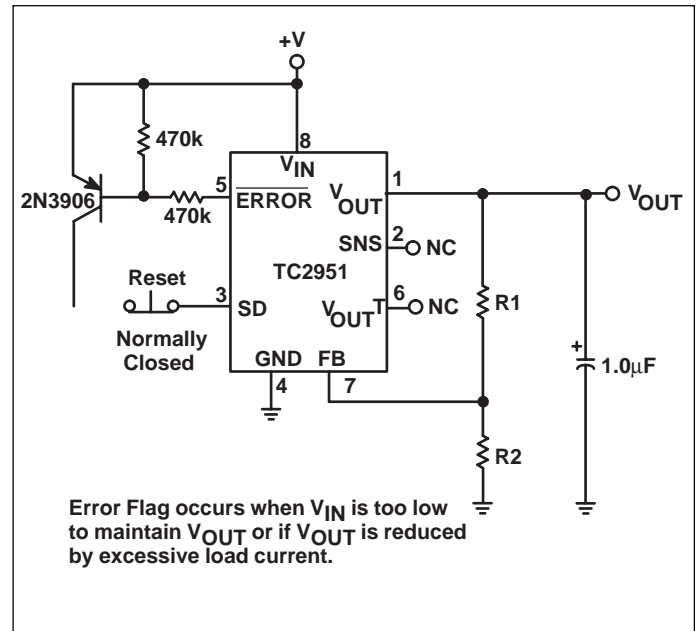 +V
470k
8
VIN
5
1
2N3906
470k
ERROR
VOUT
VOUT
SNS
2
NC
TC2951
Reset
3
SD
6
NC
VOUTT
R1
Normally
Closed
GND
FB
+
1.0µF
4
7
R2
Error Flag occurs when VIN is too low
to maintain VOUT or if VOUT is reduced
by excessive load current.